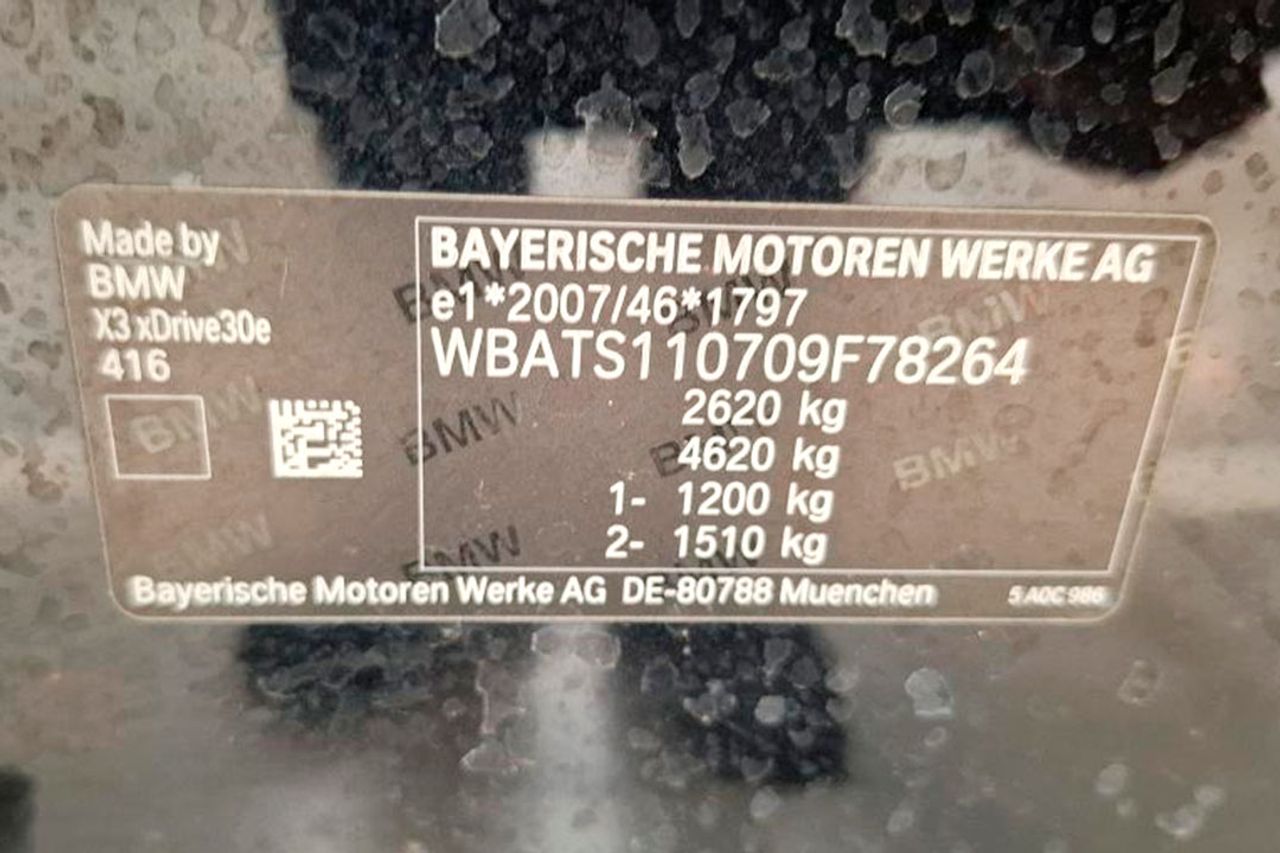 Made by
BMW
X3 xDrive30e
416
BAYERISCHE MOTOREN WERKE AG
e1*2007/46*1797
WBATS110709F78264
2620 kg
4620 kg
1- 1200 kg
2- 1510 kg
Bayerische Motoren Werke AG DE-80788 Muenchen
5 A0C 986